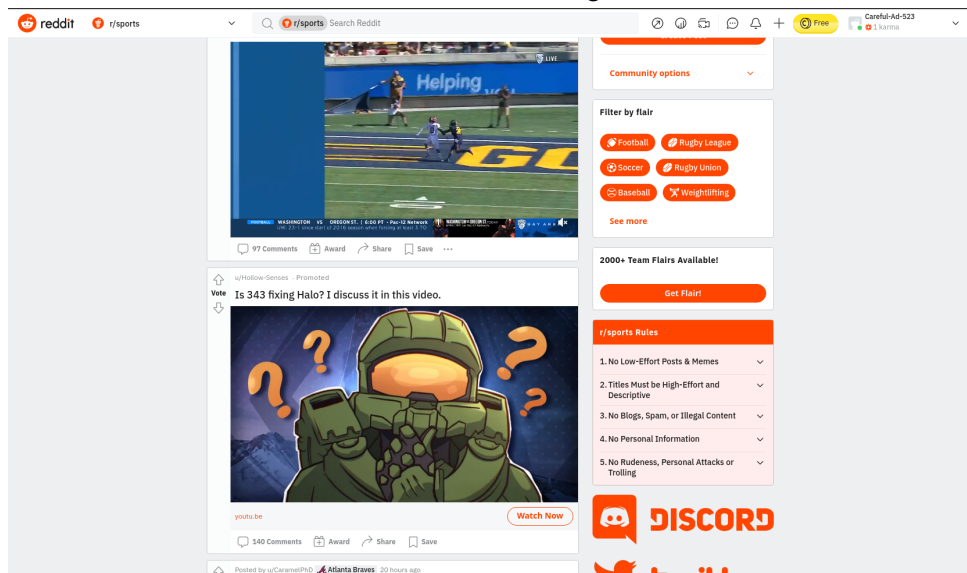 reddit r/sports r/sports Search Reddit Free Careful-Ad-523
1 karma
LIVE
Helping
GO
FOOTBALL WASHINGTON VS OREGON ST. | 6:00 PT - Pac-12 Network
97 Comments Award Share Save
u/Hollow-Senses · Promoted
Vote
Is 343 fixing Halo? I discuss it in this video.
youtu.be
Watch Now
140 Comments Award Share Save
Posted by u/CaramelPhD Atlanta Braves 20 hours ago
Community options
Filter by flair
Football Rugby League
Soccer Rugby Union
Baseball Weightlifting
See more
2000+ Team Flairs Available!
Get Flair!
r/sports Rules
1. No Low-Effort Posts & Memes
2. Titles Must be High-Effort and
Descriptive
3. No Blogs, Spam, or Illegal Content
4. No Personal Information
5. No Rudeness, Personal Attacks or
Trolling
DISCORD